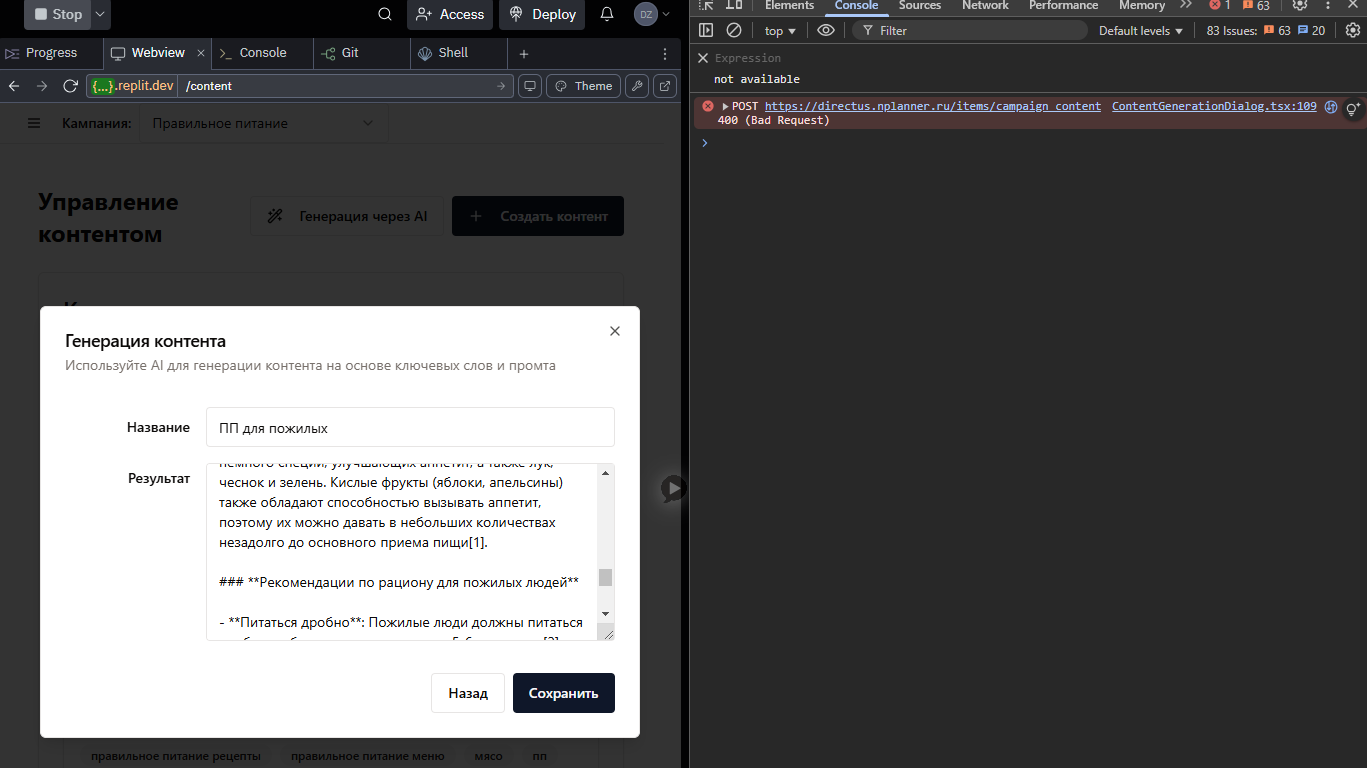 Stop
Access
Deploy
DZ
Progress
Webview
Console
Git
Shell
{...}.replit.dev
/content
Theme
Кампания:
Правильное питание
Управление
контентом
Генерация через AI
Создать контент
Генерация контента
Используйте AI для генерации контента на основе ключевых слов и промта
Название
ПП для пожилых
Результат
немного специй, улучшающих аппетит, а также лук,
чеснок и зелень. Кислые фрукты (яблоки, апельсины)
также обладают способностью вызывать аппетит,
поэтому их можно давать в небольших количествах
незадолго до основного приема пищи[1].
### **Рекомендации по рациону для пожилых людей**
- **Питаться дробно**: Пожилые люди должны питаться
Назад
Сохранить
правильное питание рецепты
правильное питание меню
мясо
пп
Elements
Console
Sources
Network
Performance
Memory
1
63
top
Filter
Default levels
83 Issues:
63
20
Expression
not available
POST https://directus.nplanner.ru/items/campaign_content
ContentGenerationDialog.tsx:109
400 (Bad Request)